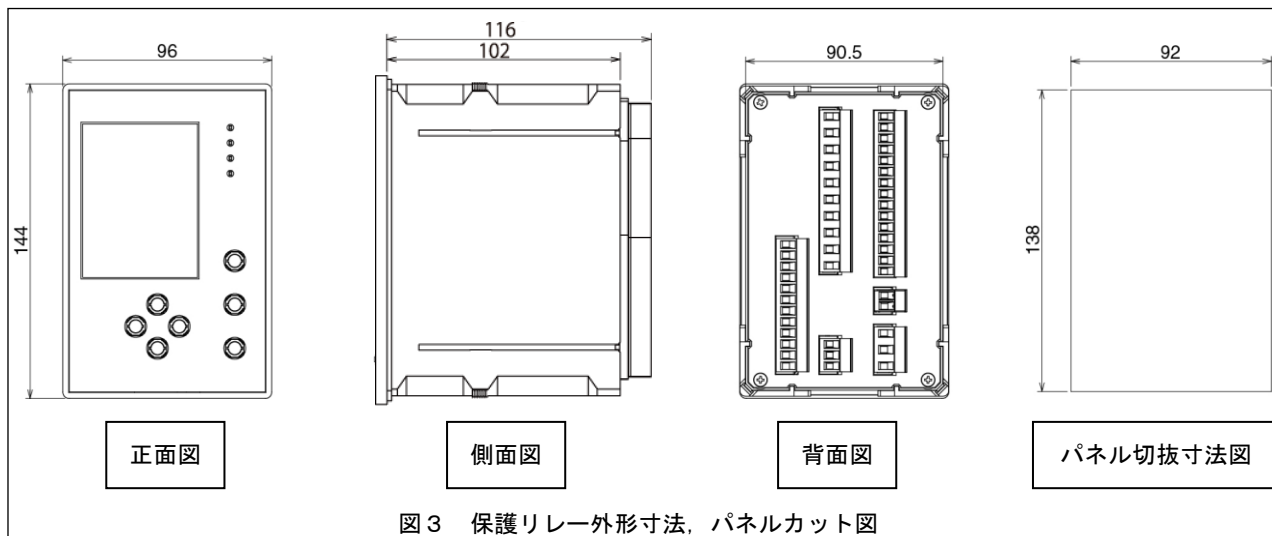 96
144
116
102
90.5
92
138
正面図
側面図
背面図
パネル切抜寸法図
図3 保護リレー外形寸法，パネルカット図